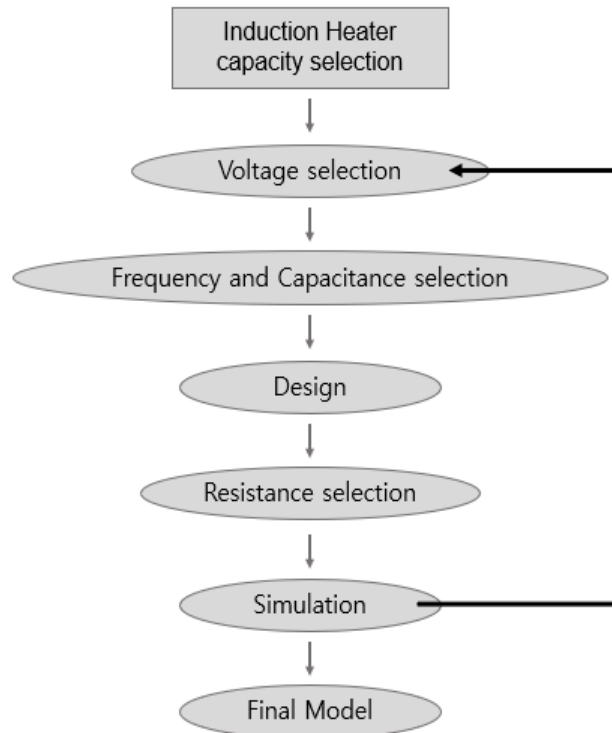 Induction Heater
capacity selection
Voltage selection
Frequency and Capacitance selection
Design
Resistance selection
Simulation
Final Model